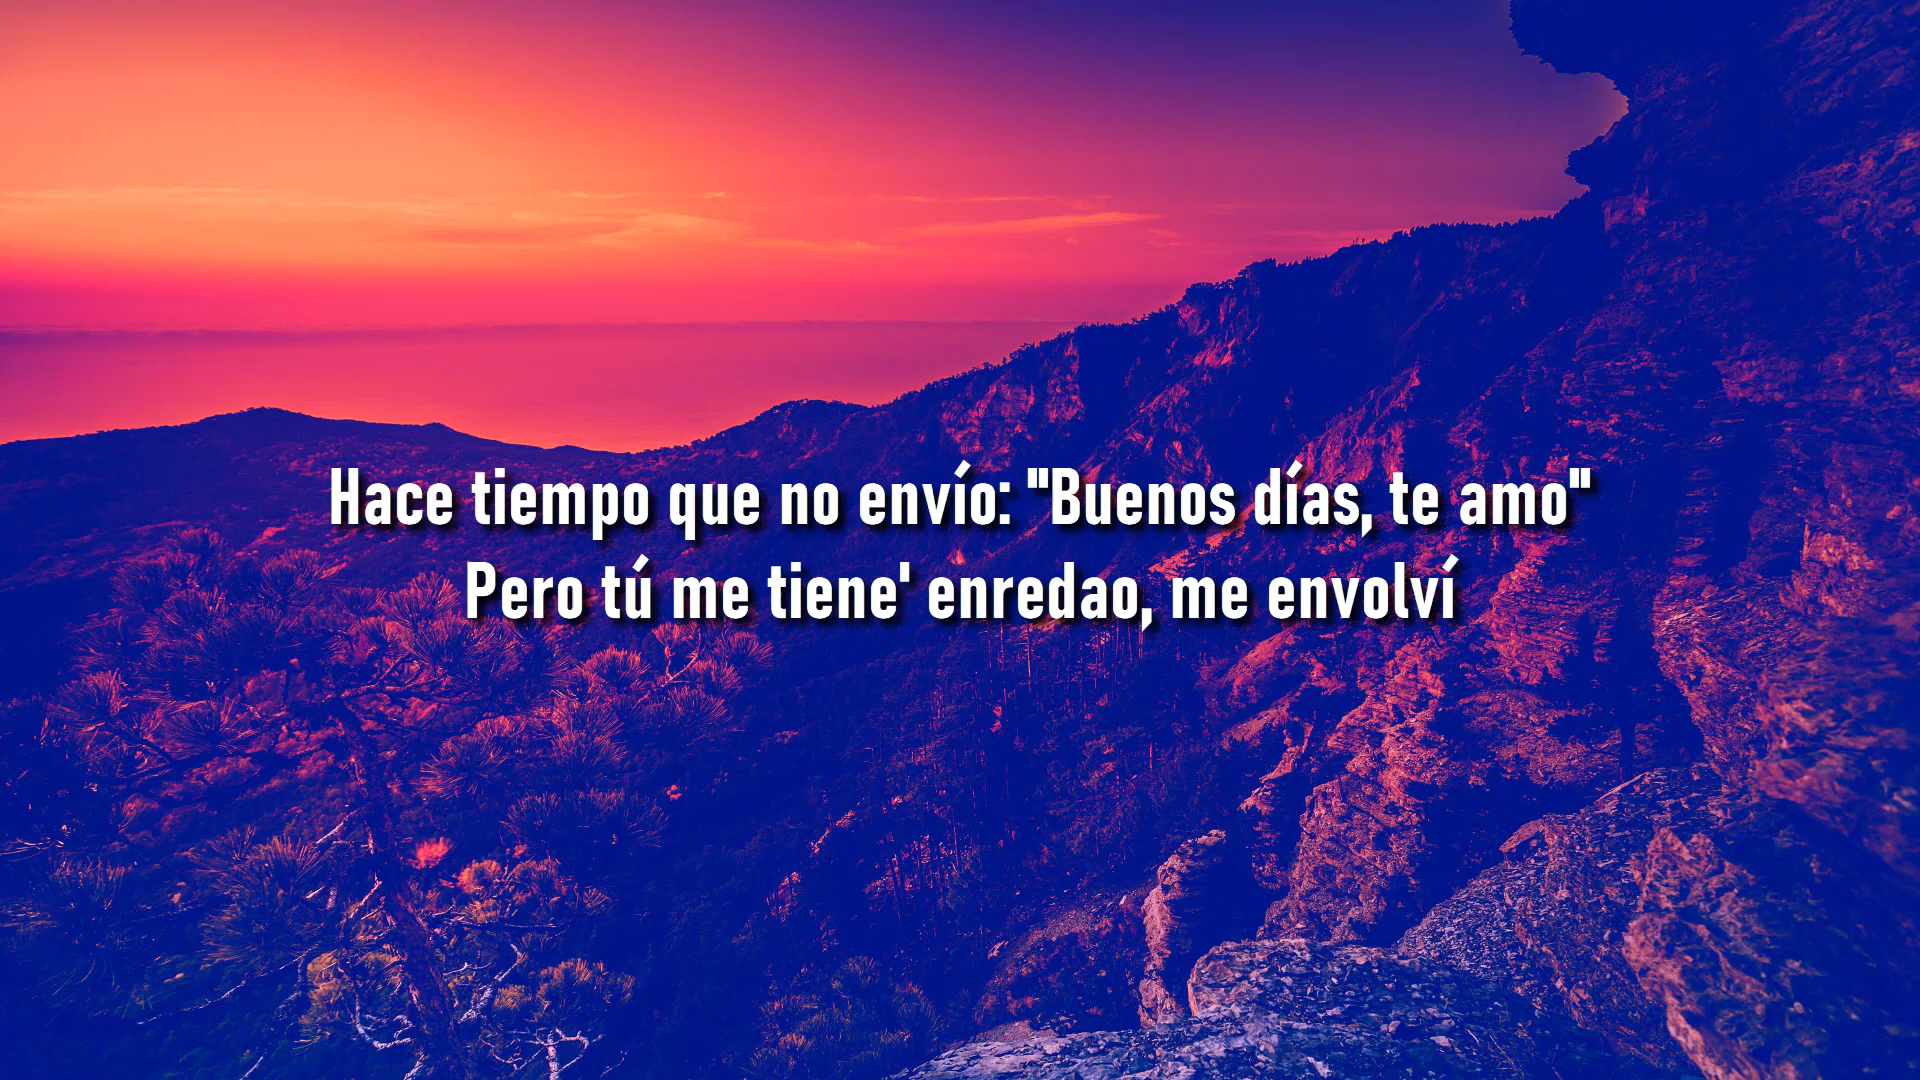 Hace tiempo que no envío: "Buenos días, te amo"
Pero tú me tiene' enredao, me envolví